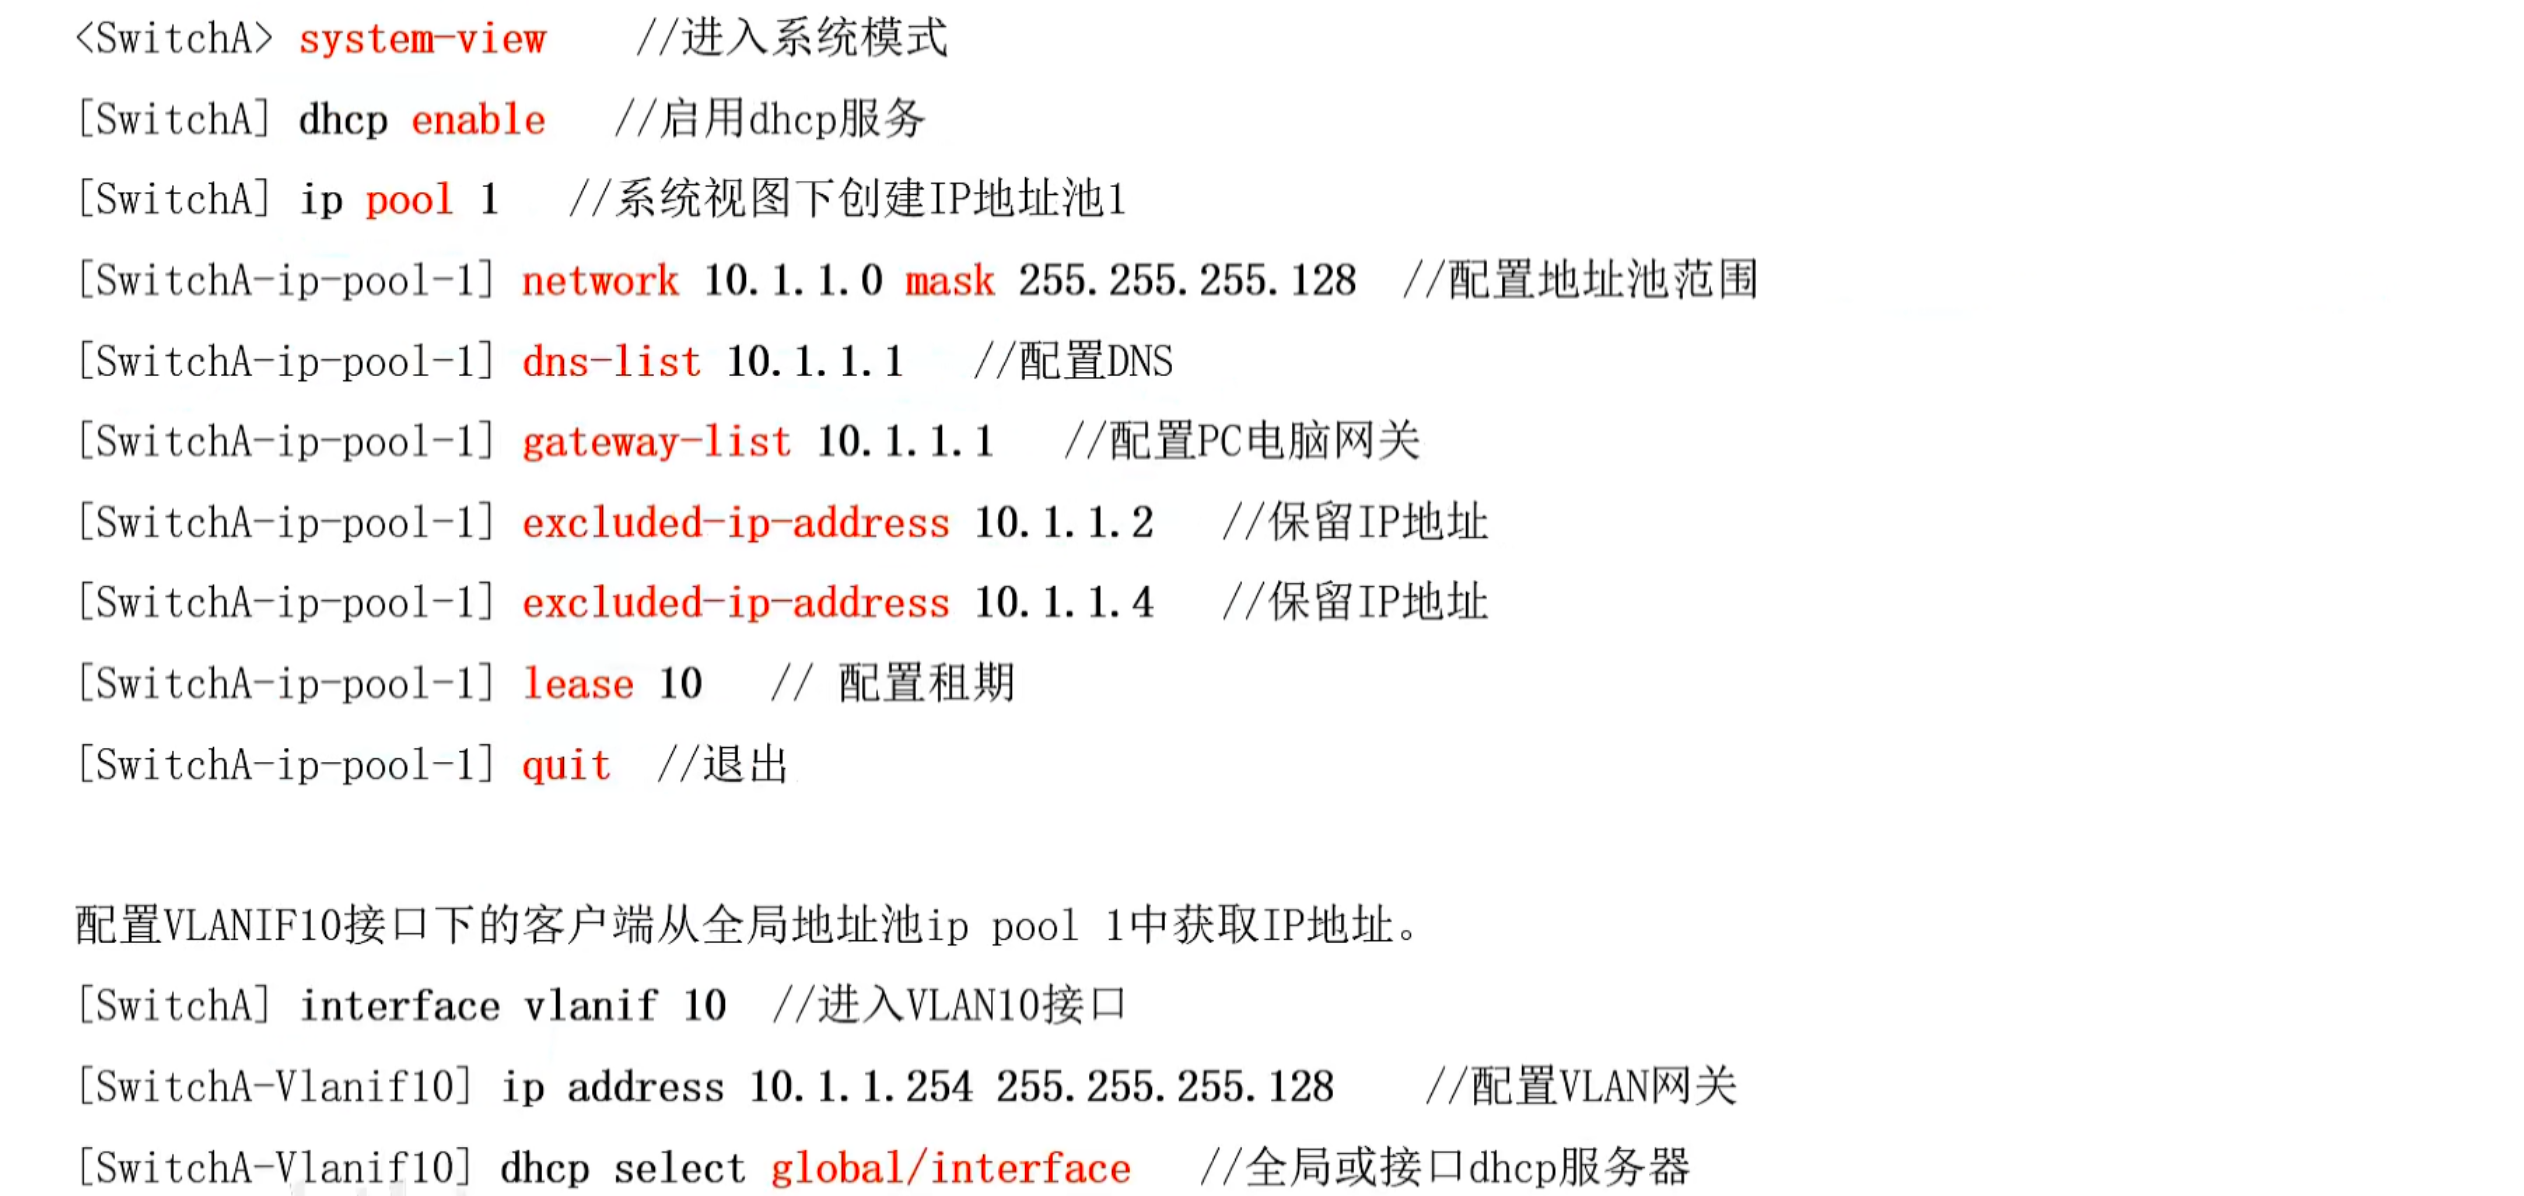 <SwitchA> system-view //进入系统模式
[SwitchA] dhcp enable //启用dhcp服务
[SwitchA] ip pool 1 //系统视图下创建IP地址池1
[SwitchA-ip-pool-1] network 10.1.1.0 mask 255.255.255.128 //配置地址池范围
[SwitchA-ip-pool-1] dns-list 10.1.1.1 //配置DNS
[SwitchA-ip-pool-1] gateway-list 10.1.1.1 //配置PC电脑网关
[SwitchA-ip-pool-1] excluded-ip-address 10.1.1.2 //保留IP地址
[SwitchA-ip-pool-1] excluded-ip-address 10.1.1.4 //保留IP地址
[SwitchA-ip-pool-1] lease 10 // 配置租期
[SwitchA-ip-pool-1] quit //退出
配置VLANIF10接口下的客户端从全局地址池ip pool 1中获取IP地址。
[SwitchA] interface vlanif 10 //进入VLAN10接口
[SwitchA-Vlanif10] ip address 10.1.1.254 255.255.255.128 //配置VLAN网关
[SwitchA-Vlanif10] dhcp select global/interface //全局或接口dhcp服务器